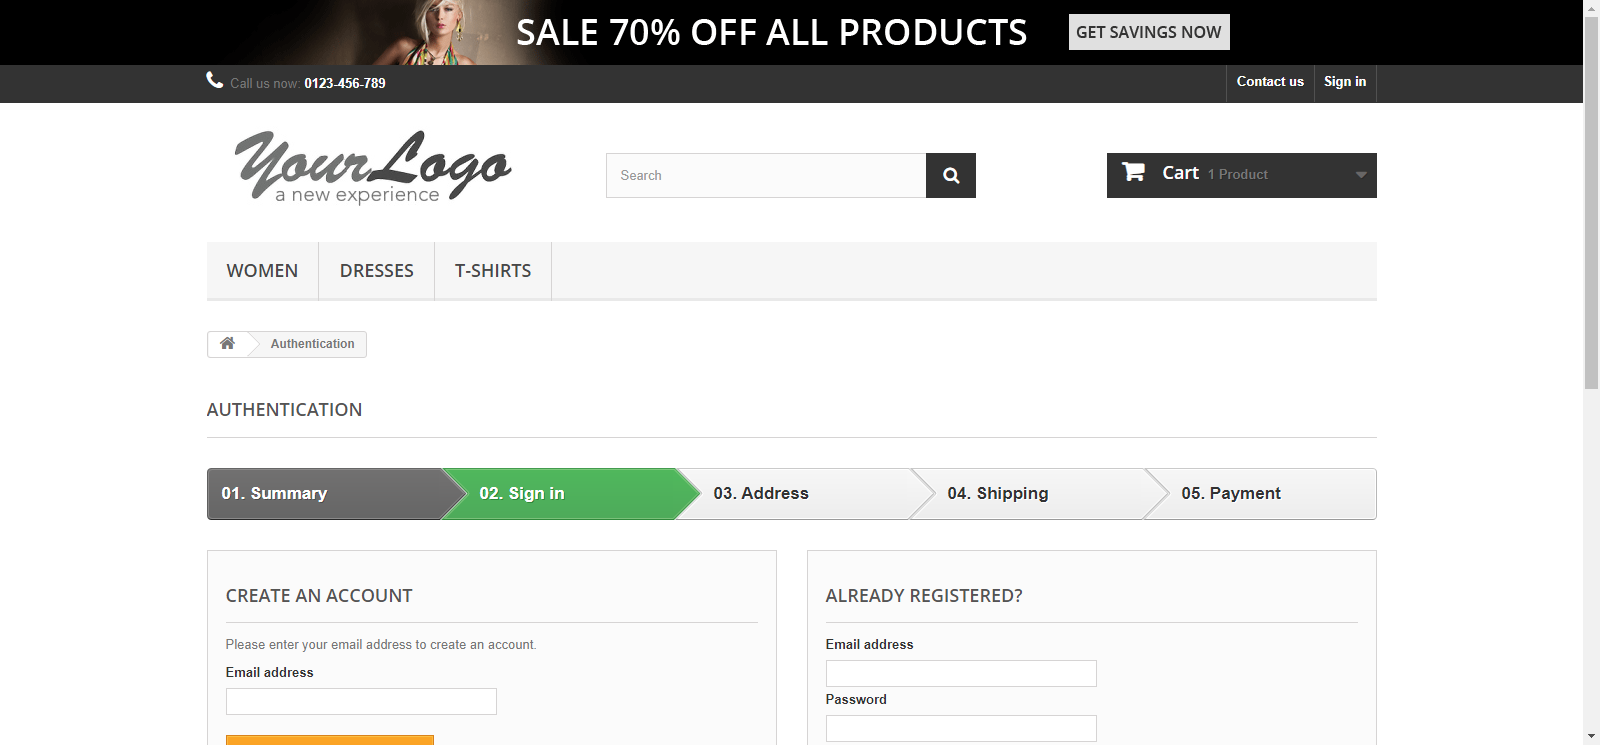 SALE 70% OFF ALL PRODUCTS GET SAVINGS NOW
Call us now: 0123-456-789 Contact us Sign in
Your Logo
a new experience
Search
Cart 1 Product
WOMEN DRESSES T-SHIRTS
Authentication
AUTHENTICATION
01. Summary 02. Sign in 03. Address 04. Shipping 05. Payment
CREATE AN ACCOUNT
Please enter your email address to create an account.
Email address
ALREADY REGISTERED?
Email address
Password